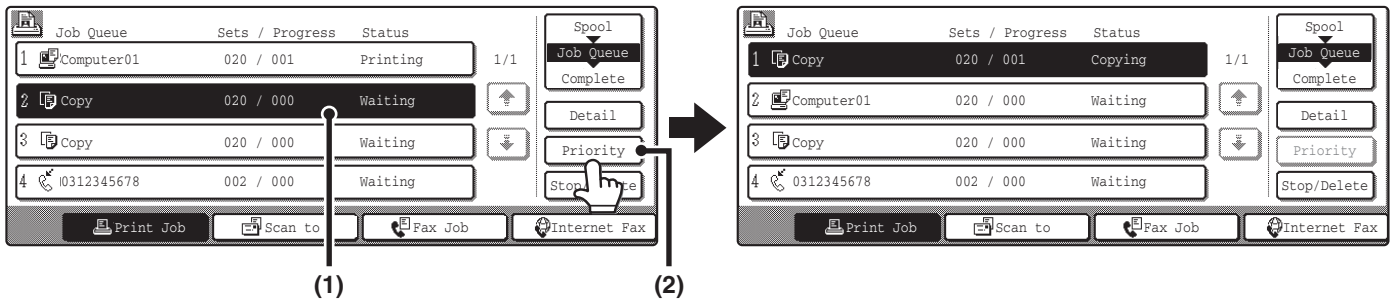 Job Queue Sets / Progress Status
1 Computer01 020 / 001 Printing
2 Copy 020 / 000 Waiting
3 Copy 020 / 000 Waiting
4 0312345678 002 / 000 Waiting
1/1
Spool
Job Queue
Complete
Detail
Priority
Print Job Scan to Fax Job Internet Fax
(1) (2)
Job Queue Sets / Progress Status
1 Copy 020 / 001 Copying
2 Computer01 020 / 000 Waiting
3 Copy 020 / 000 Waiting
4 0312345678 002 / 000 Waiting
1/1
Spool
Job Queue
Complete
Detail
Priority
Stop/Delete
Print Job Scan to Fax Job Internet Fax